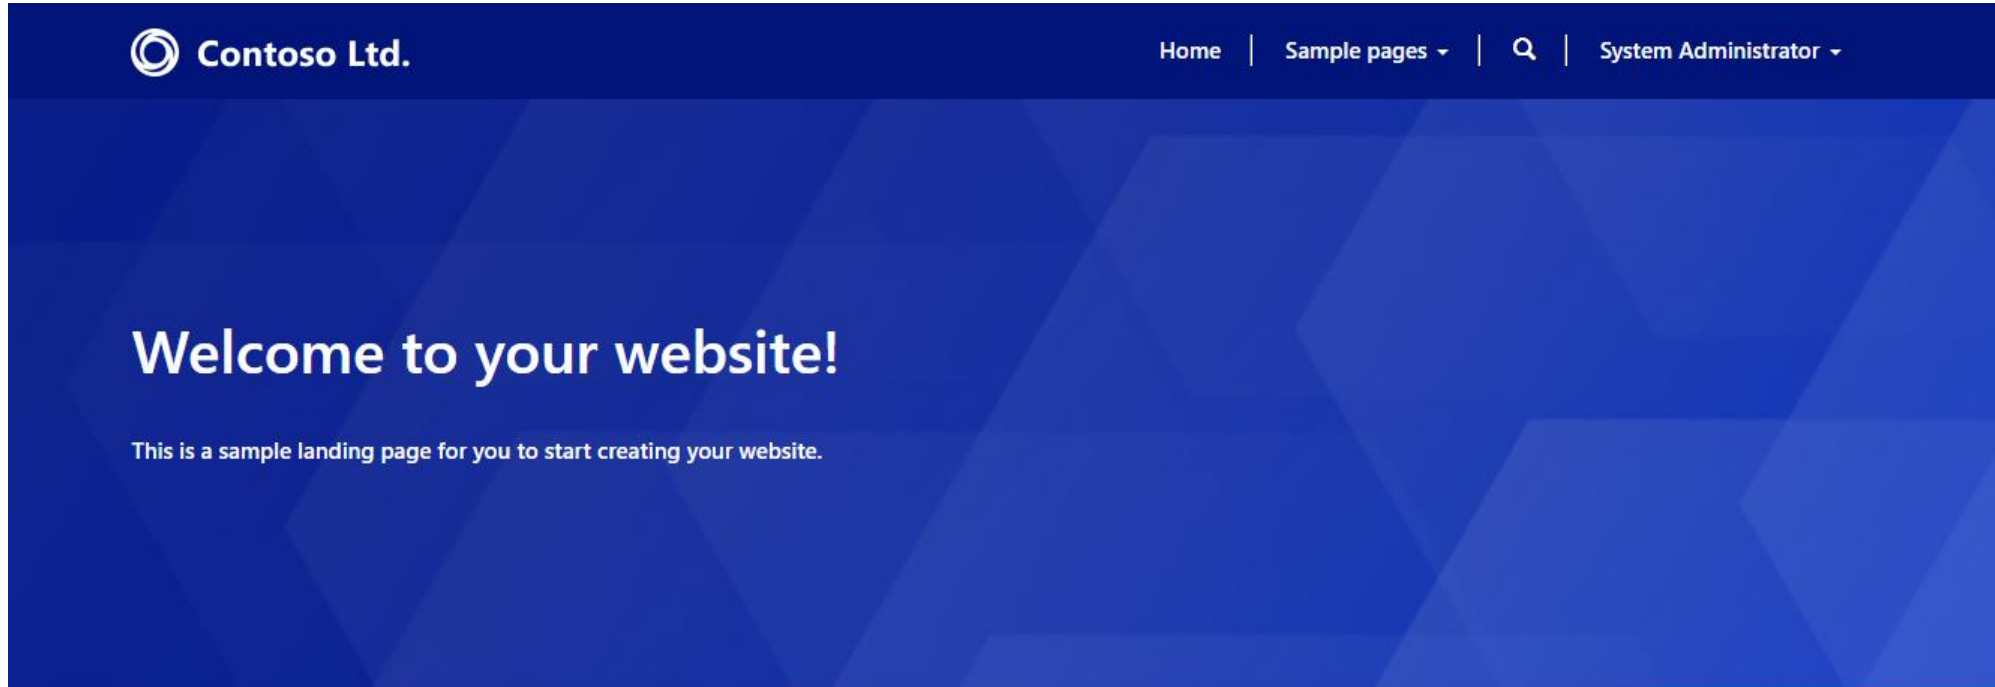 Contoso Ltd.
Home
Sample pages
System Administrator
Welcome to your website!
This is a sample landing page for you to start creating your website.